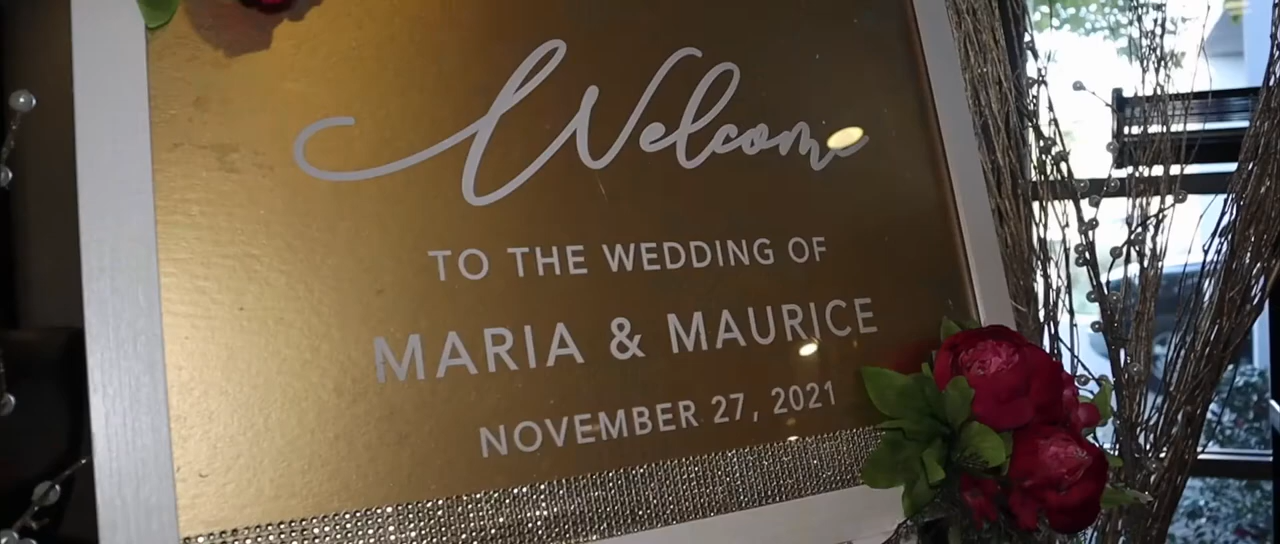 Welcome
TO THE WEDDING OF
MARIA & MAURICE
NOVEMBER 27, 2021